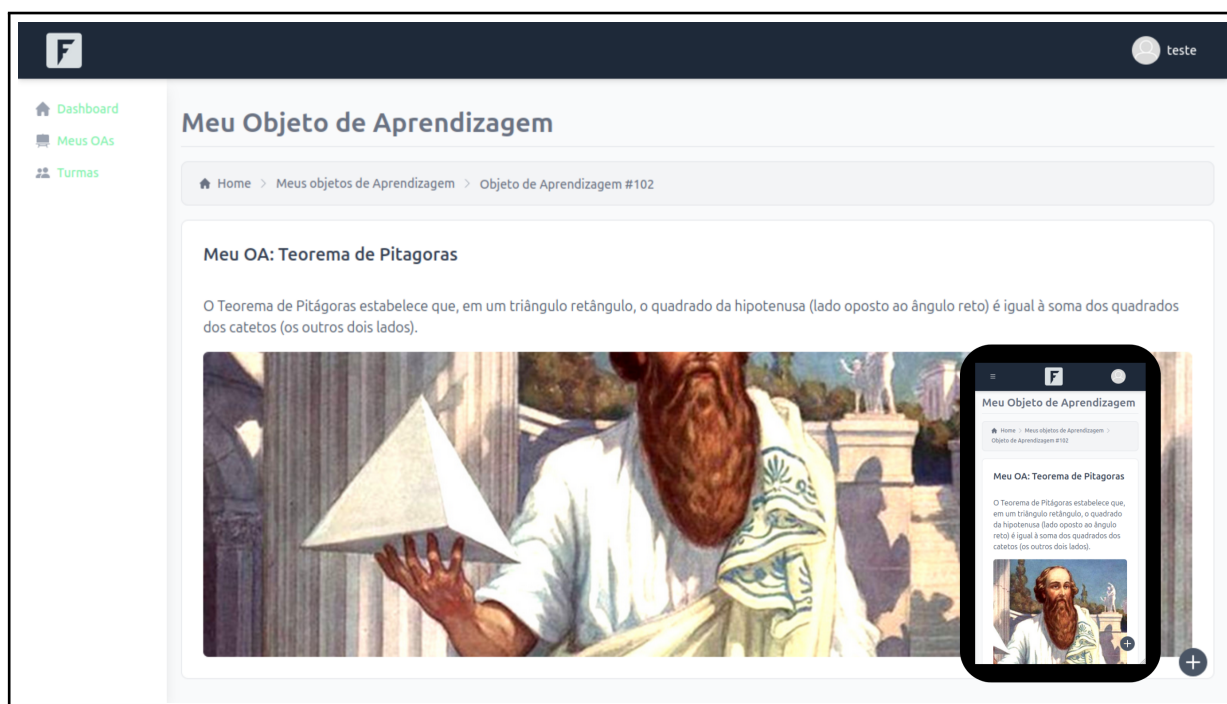 F
teste
Dashboard
Meus OAs
Turmas
Meu Objeto de Aprendizagem
Home > Meus objetos de Aprendizagem > Objeto de Aprendizagem #102
Meu OA: Teorema de Pitagoras
O Teorema de Pitágoras estabelece que, em um triângulo retângulo, o quadrado da hipotenusa (lado oposto ao ângulo reto) é igual à soma dos quadrados
dos catetos (os outros dois lados).
F
Meu Objeto de Aprendizagem
Home > Meus objetos de Aprendizagem >
Objeto de Aprendizagem #102
Meu OA: Teorema de Pitagoras
O Teorema de Pitágoras estabelece que,
em um triângulo retângulo, o quadrado
da hipotenusa (lado oposto ao ângulo
reto) é igual à soma dos quadrados dos
catetos (os outros dois lados).